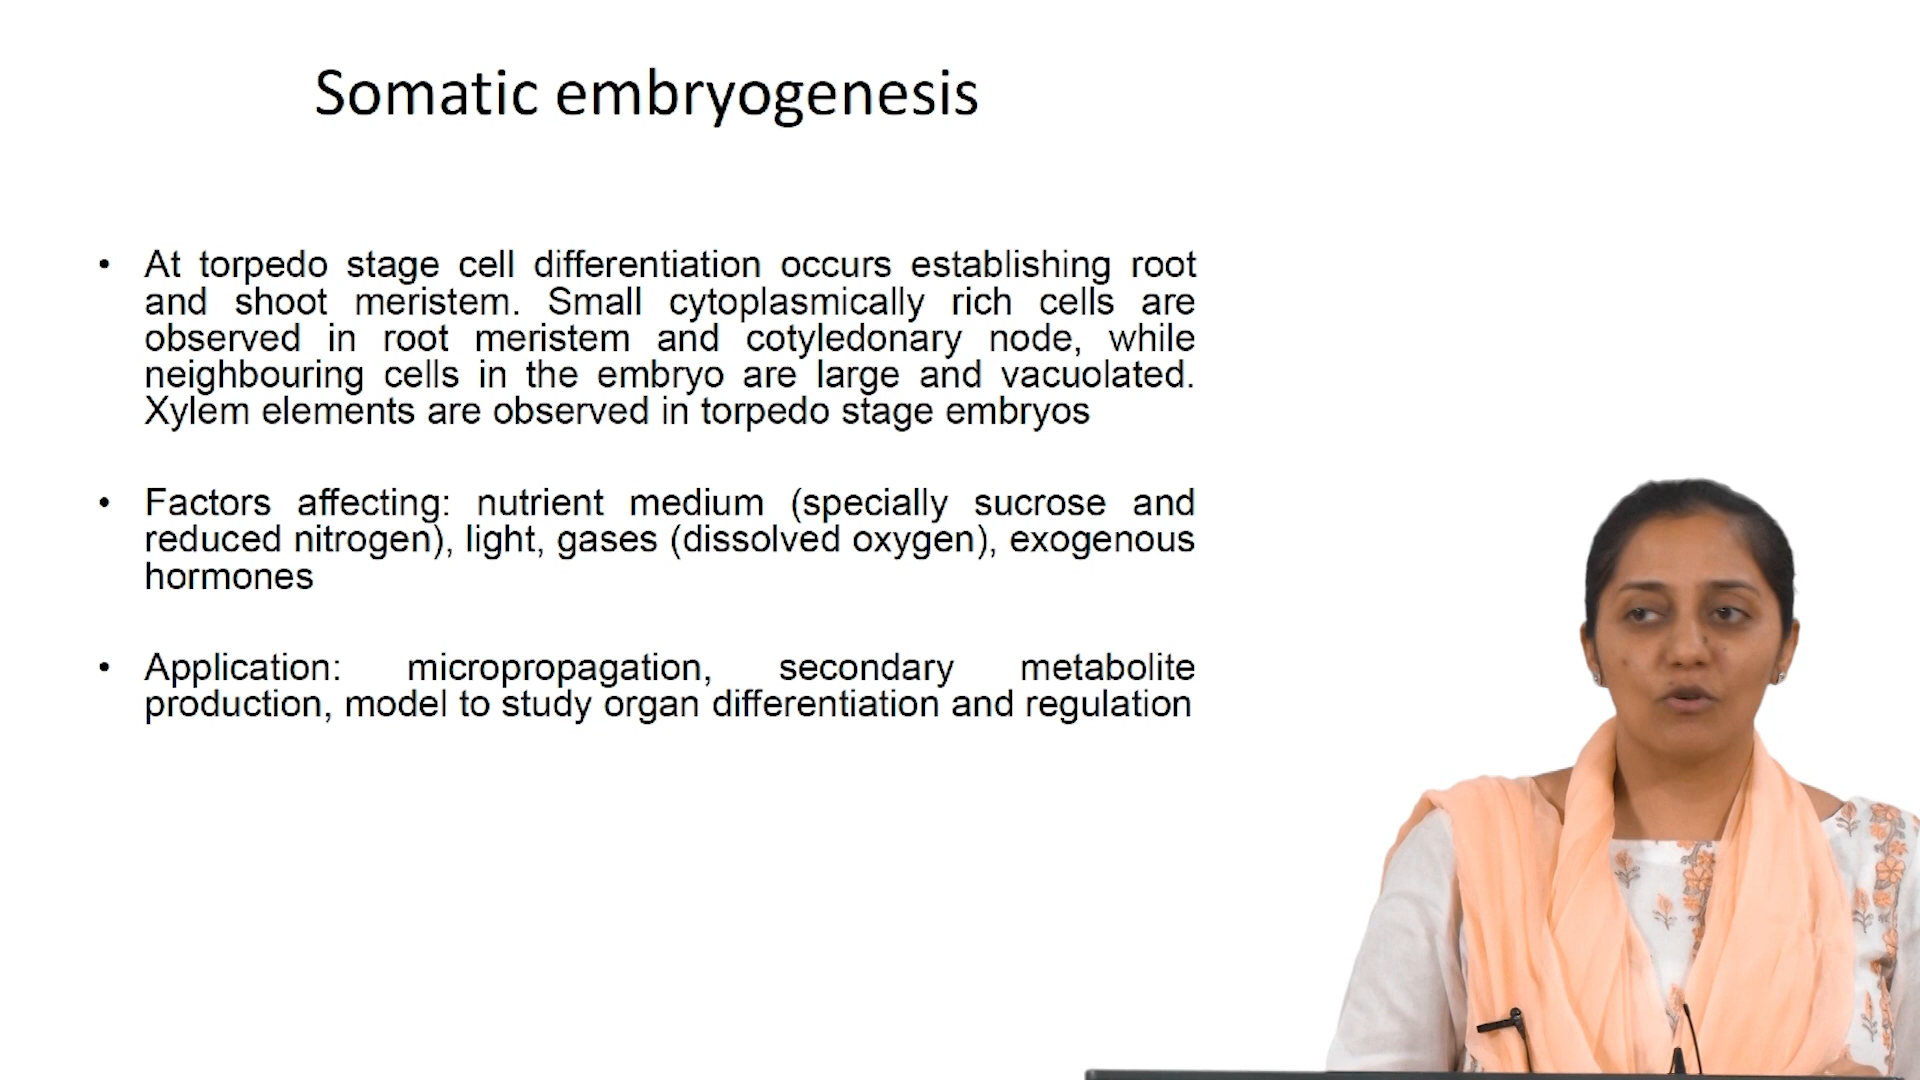 Somatic embryogenesis
• At torpedo stage cell differentiation occurs establishing root
and shoot meristem. Small cytoplasmically rich cells are
observed in root meristem and cotyledonary node, while
neighbouring cells in the embryo are large and vacuolated.
Xylem elements are observed in torpedo stage embryos
• Factors affecting: nutrient medium (specially sucrose and
reduced nitrogen), light, gases (dissolved oxygen), exogenous
hormones
• Application: micropropagation, secondary metabolite
production, model to study organ differentiation and regulation